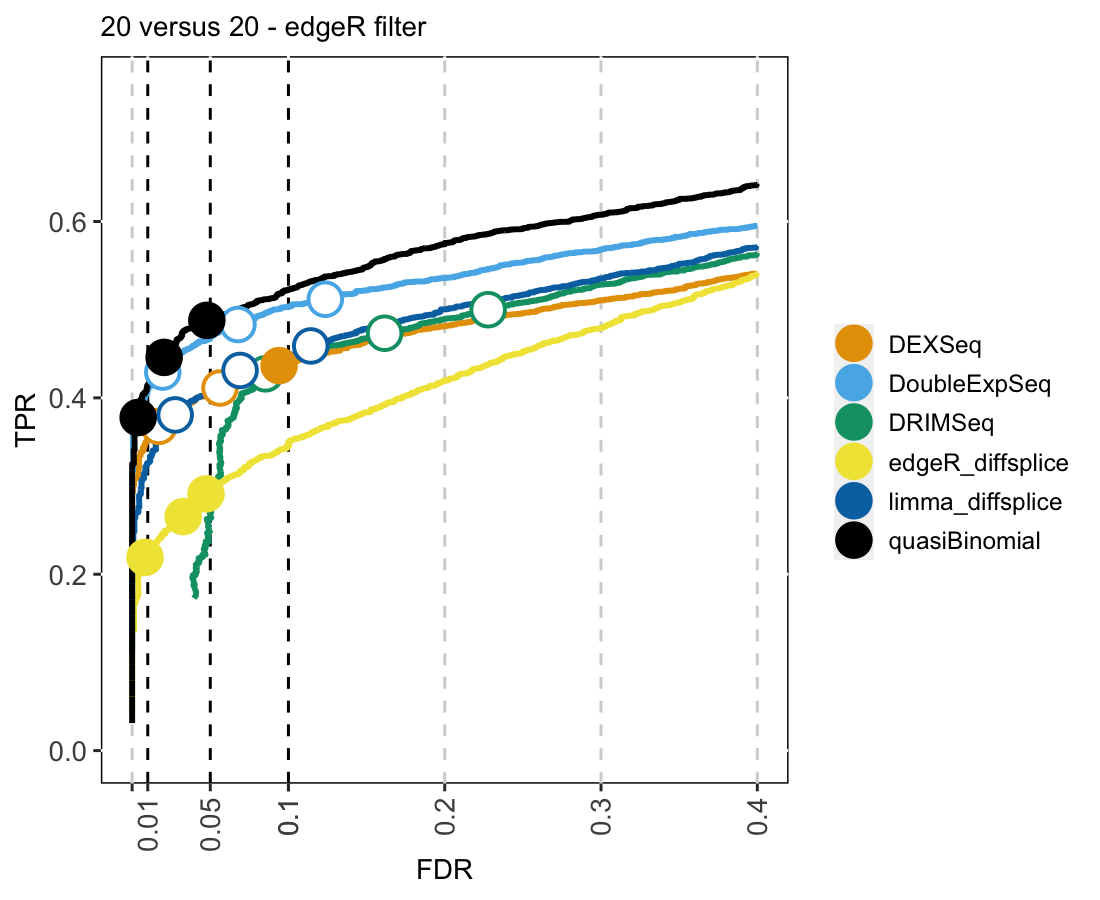 20 versus 20 - edgeR filter
TPR
0.6
0.4
0.2
0.0
0.01
0.05
0.1
0.2
0.3
0.4
FDR
DEXSeq
DoubleExpSeq
DRIMSeq
edgeR_diffsplice
limma_diffsplice
quasiBinomial